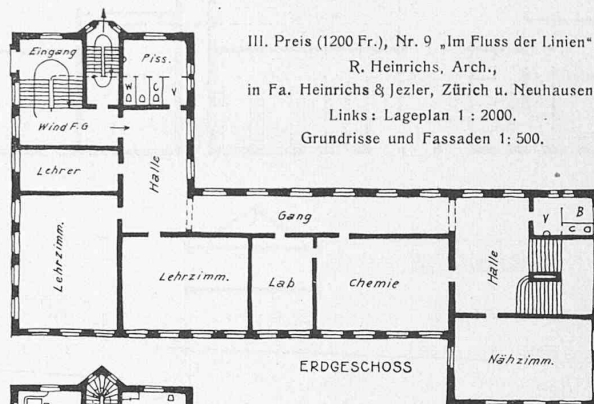 III. Preis (1200 Fr.), Nr. 9 „Im Fluss der Linien“
R. Heinrichs, Arch.,
in Fa. Heinrichs & Jezler, Zürich u. Neuhausen
Links: Lageplan 1 : 2000.
Grundrisse und Fassaden 1: 500.
Eingang
Piss.
W
C
V
Wind F.G
Lehrer
Halle
Gang
V
B
C
Lehrzimm.
Lehrzimm.
Lab
Chemie
Halle
Nähzimm.
ERDGESCHOSS